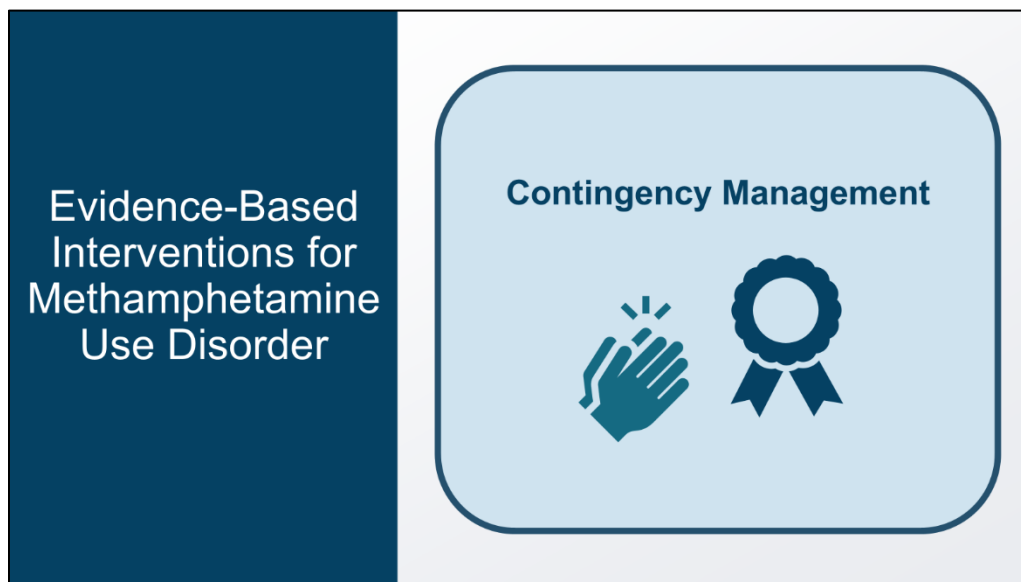 Evidence-Based
Interventions for
Methamphetamine
Use Disorder
Contingency Management